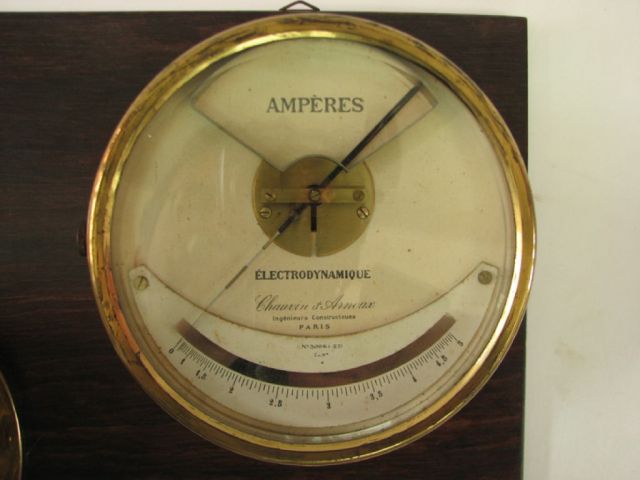 AMPÈRES
ÉLECTRODYNAMIQUE
Chauvin & Arnoux
Ingénieurs Constructeurs
PARIS
0 1 1,5 2 2,5 3 3,5 4 4,5 5